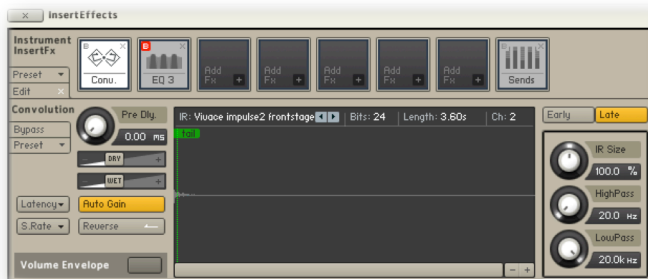 × insertEffects
Instrument
InsertFx
Preset
Edit ×
B × Conv.
B × EQ 3
Add Fx +
Add Fx +
Add Fx +
Add Fx +
Add Fx +
B × Sends
Convolution
Bypass
Preset
Pre Dly.
0.00 ms
- DRY +
- WET +
Latency
Auto Gain
S.Rate
Reverse
Volume Envelope
IR: Vivace impulse2 frontstage Bits: 24 Length: 3.60s Ch: 2
tail
- +
Early Late
IR Size
100.0 %
HighPass
20.0 Hz
LowPass
20.0k Hz